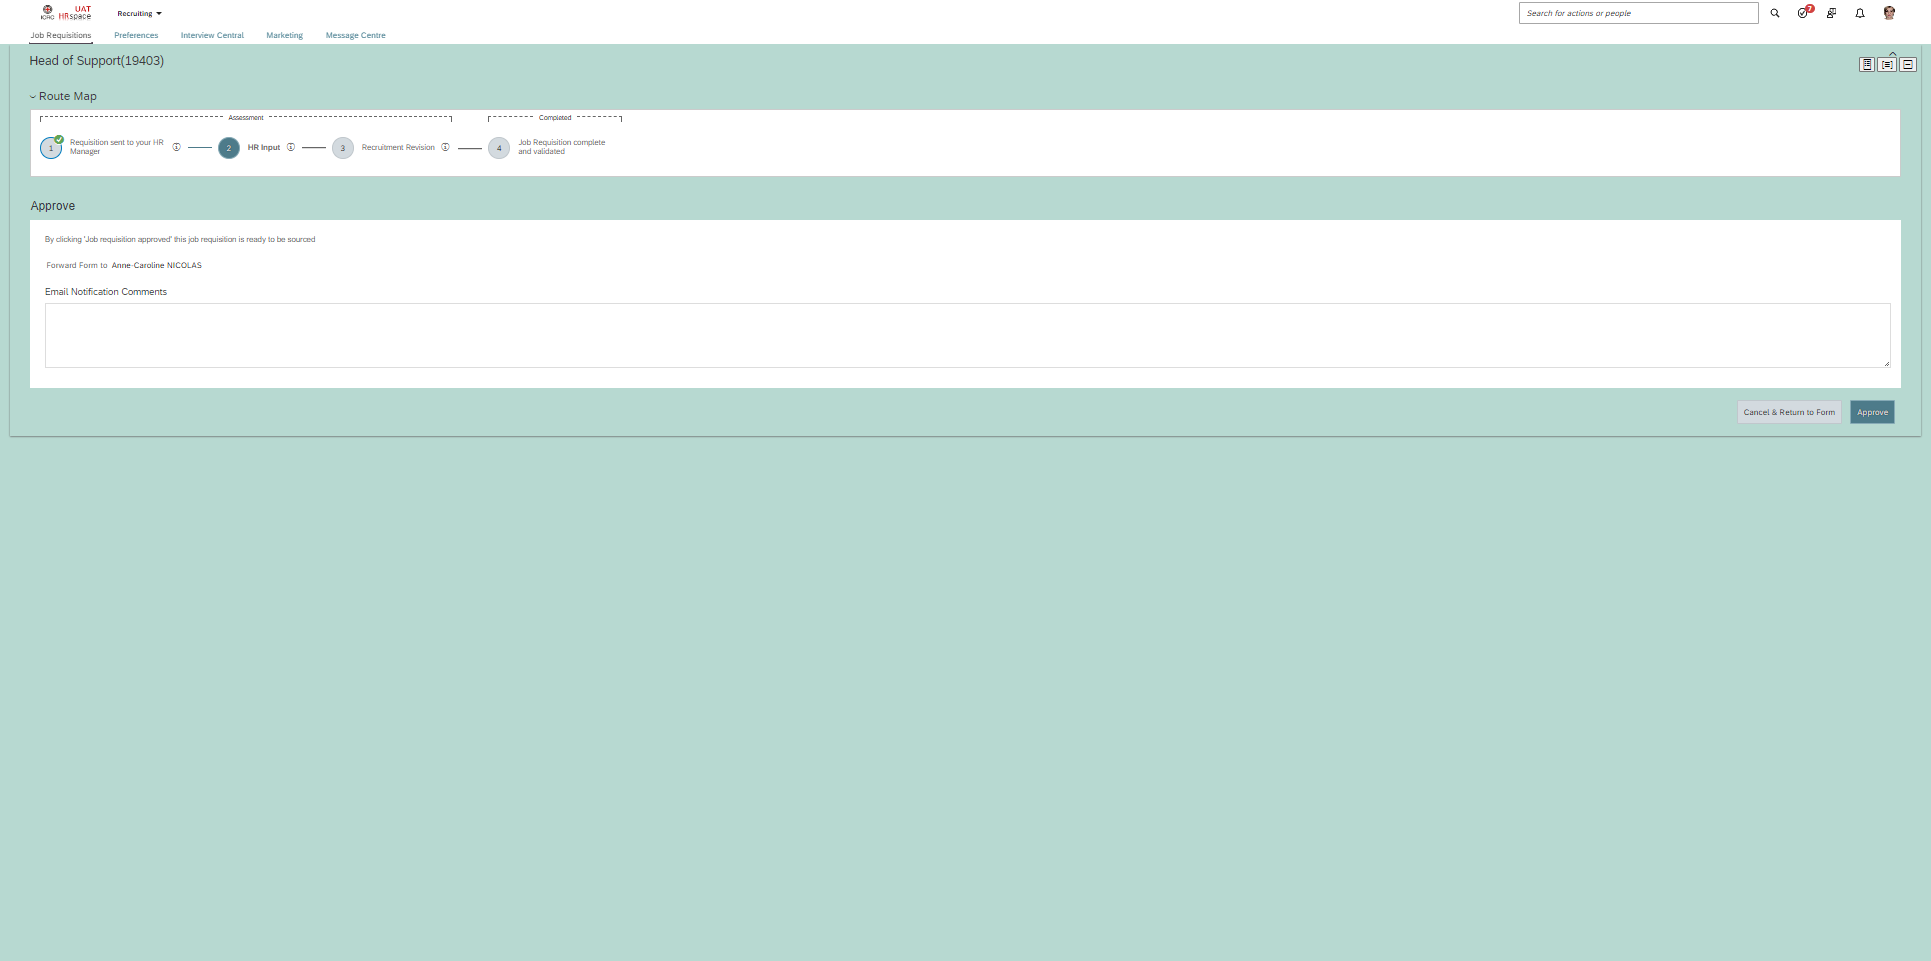 UAT
ICRC HRspace
Recruiting
Search for actions or people
7
Job Requisitions
Preferences
Interview Central
Marketing
Message Centre
Head of Support(19403)
Route Map
Assessment
Completed
1
Requisition sent to your HR
Manager
2
HR Input
3
Recruitment Revision
4
Job Requisition complete
and validated
Approve
By clicking 'Job requisition approved' this job requisition is ready to be sourced
Forward Form to Anne-Caroline NICOLAS
Email Notification Comments
Cancel & Return to Form
Approve